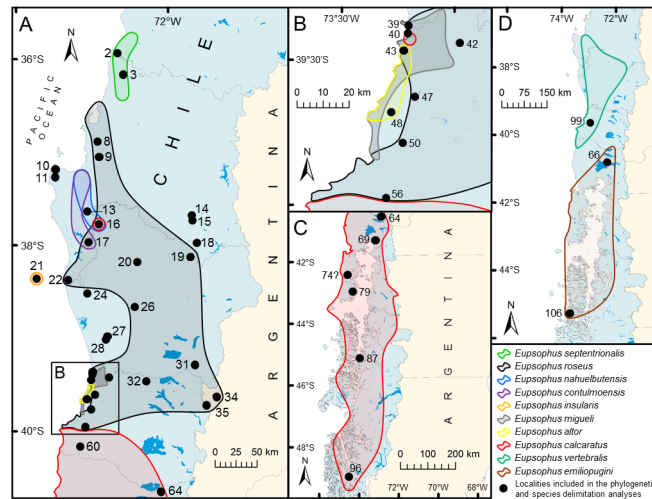 A
72°W
N
36°S
2
3
PACIFIC
OCEAN
CHILE
ARGENTINA
8
9
10
11
13
14
15
16
17
18
19
20
21
22
24
26
27
28
31
32
34
35
38°S
B
40°S
60
64
0 25 50 km
B
73°30'W
39
40
42
43
39°30'S
0 10 20 km
47
48
50
N
56
C
64
69
42°S
74?
79
44°S
87
46°S
48°S
96
N
ARGENTINA
0 100 200 km
72°W
70°W
68°W
D
N
38°S
0 75 150 km
99
40°S
66
42°S
44°S
N
106
74°W
72°W
Eupsophus septentrionalis
Eupsophus roseus
Eupsophus nahuelbutensis
Eupsophus contulmoensis
Eupsophus insularis
Eupsophus migueli
Eupsophus altor
Eupsophus calcaratus
Eupsophus vertebralis
Eupsophus emiliopugini
Localities included in the phylogenetic
and species delimitation analyses